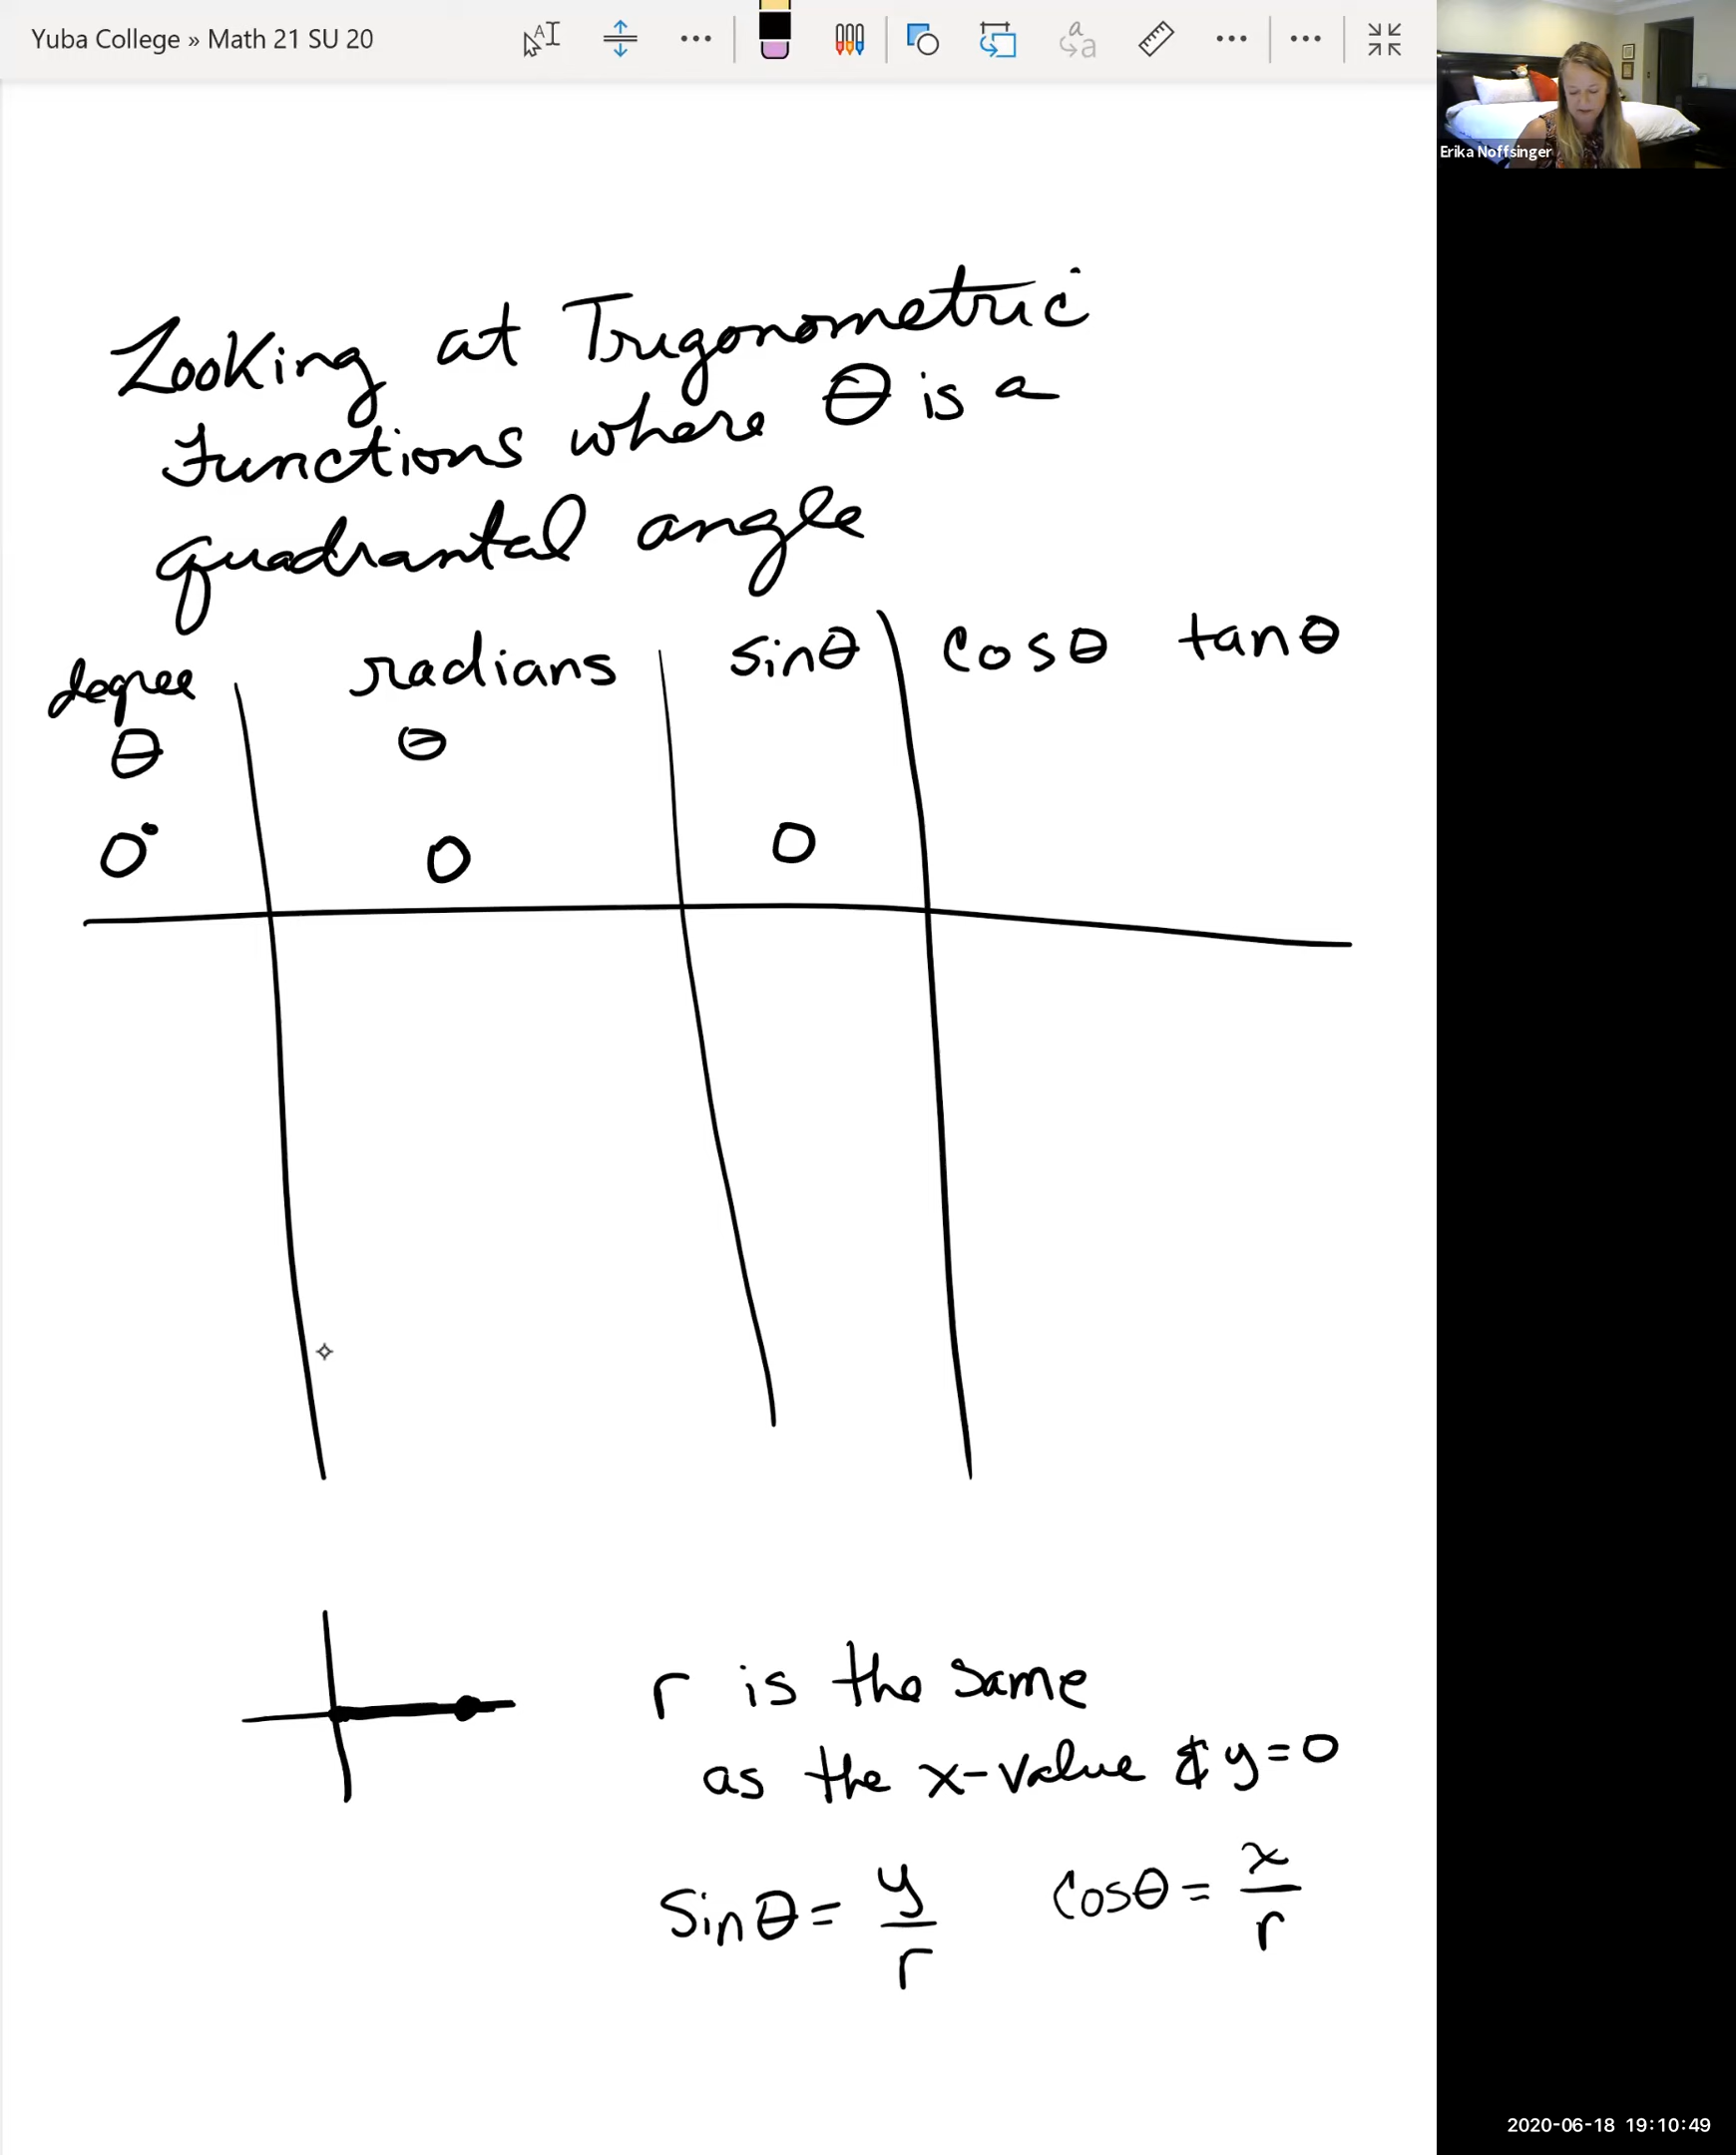 Yuba College » Math 21 SU 20
Erika Noffsinger
Looking at Trigonometric
Functions where θ is a
quadrantal angle
degree radians sinθ cosθ tanθ
θ θ
0° 0 0
r is the same
as the x-value & y=0
sinθ = y/r cosθ = x/r
2020-06-18 19:10:49